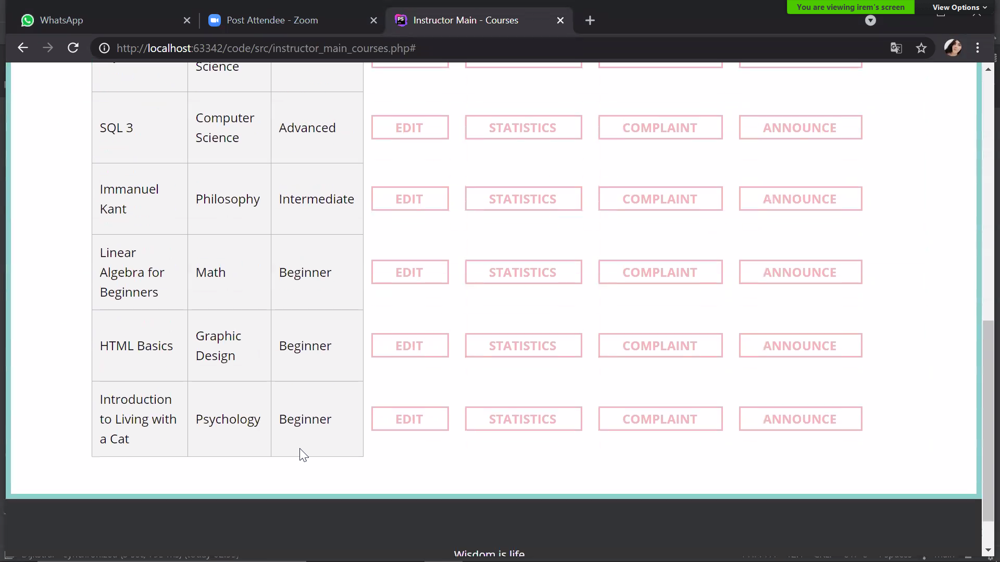 You are viewing irem's screen
View Options
WhatsApp
Post Attendee - Zoom
Instructor Main - Courses
http://localhost:63342/code/src/instructor_main_courses.php#
Science
SQL 3
Computer
Science
Advanced
EDIT
STATISTICS
COMPLAINT
ANNOUNCE
Immanuel
Kant
Philosophy
Intermediate
EDIT
STATISTICS
COMPLAINT
ANNOUNCE
Linear
Algebra for
Beginners
Math
Beginner
EDIT
STATISTICS
COMPLAINT
ANNOUNCE
HTML Basics
Graphic
Design
Beginner
EDIT
STATISTICS
COMPLAINT
ANNOUNCE
Introduction
to Living with
a Cat
Psychology
Beginner
EDIT
STATISTICS
COMPLAINT
ANNOUNCE
Wisdom is life